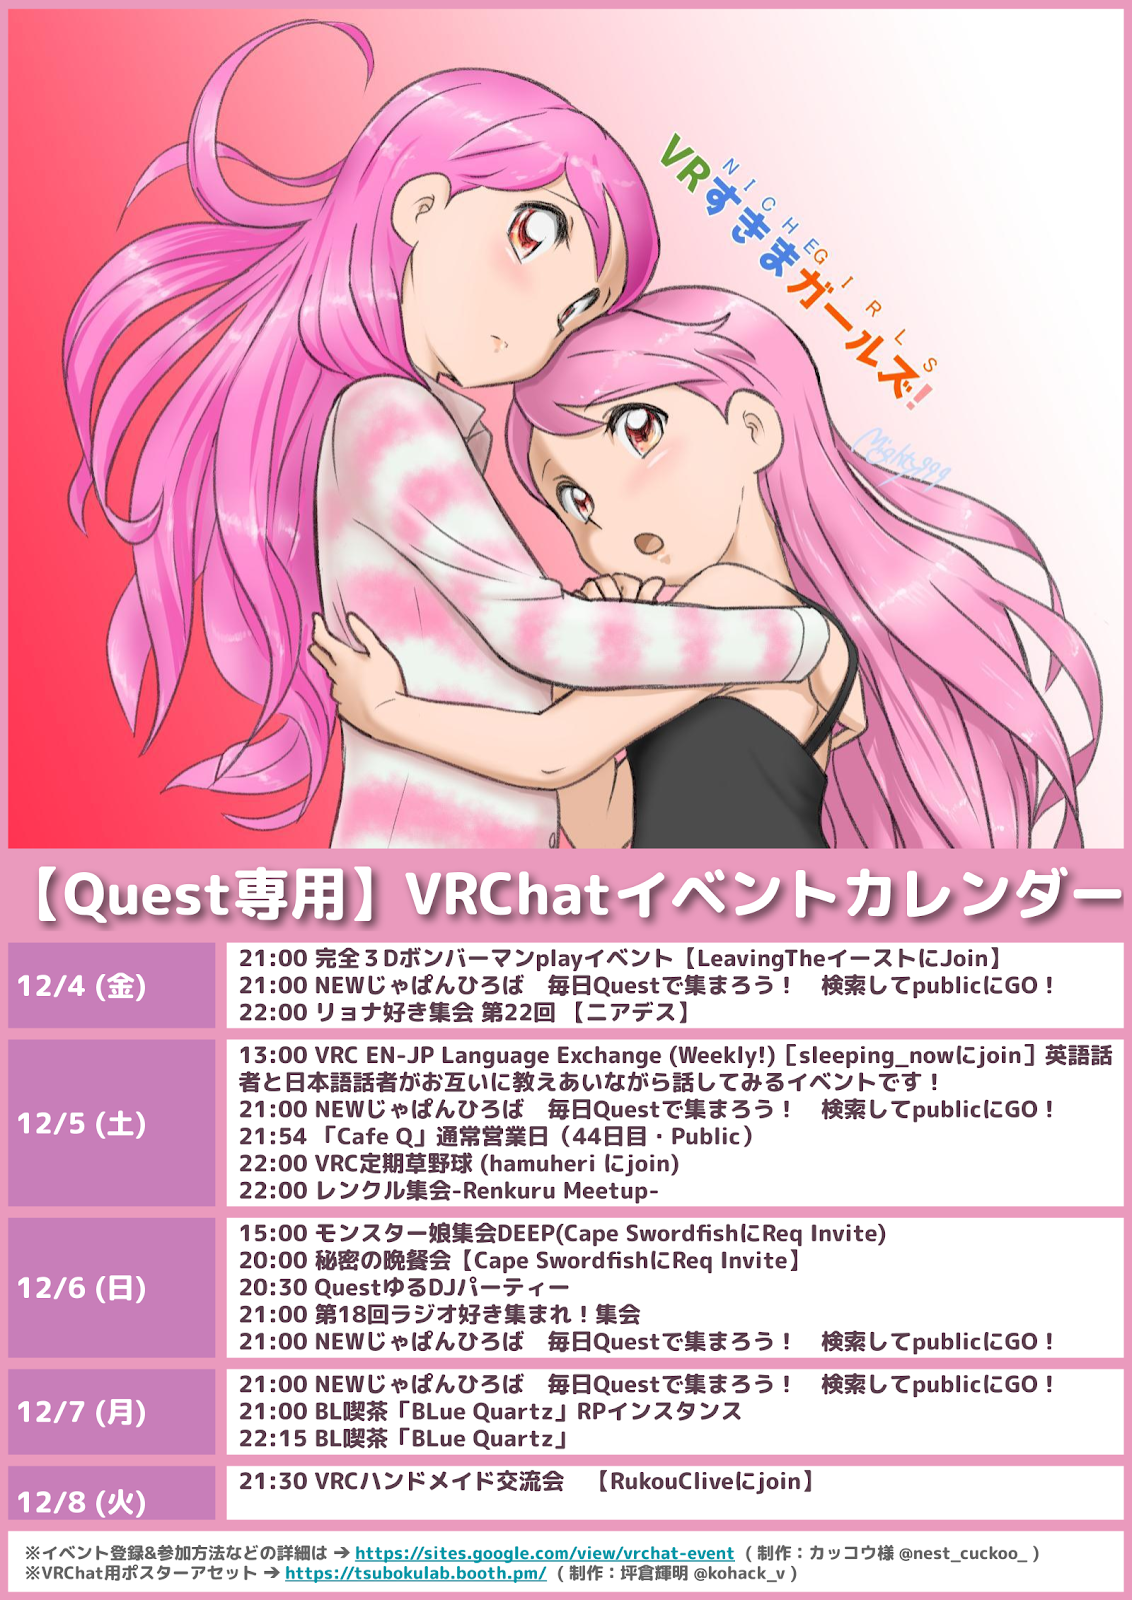 NICHE GIRLS
VRすきまガールズ!
Mighty999
【Quest専用】VRChatイベントカレンダー
12/4 (金)
21:00 完全３Dボンバーマンplayイベント【LeavingTheイーストにJoin】
21:00 NEWじゃぱんひろば　毎日Questで集まろう！　検索してpublicにGO！
22:00 リョナ好き集会 第22回 【ニアデス】
12/5 (土)
13:00 VRC EN-JP Language Exchange (Weekly!)［sleeping_nowにjoin］英語話
者と日本語話者がお互いに教えあいながら話してみるイベントです！
21:00 NEWじゃぱんひろば　毎日Questで集まろう！　検索してpublicにGO！
21:54 「Cafe Q」通常営業日（44日目・Public）
22:00 VRC定期草野球 (hamuheri にjoin)
22:00 レンクル集会-Renkuru Meetup-
12/6 (日)
15:00 モンスター娘集会DEEP(Cape SwordfishにReq Invite)
20:00 秘密の晩餐会【Cape SwordfishにReq Invite】
20:30 QuestゆるDJパーティー
21:00 第18回ラジオ好き集まれ！集会
21:00 NEWじゃぱんひろば　毎日Questで集まろう！　検索してpublicにGO！
12/7 (月)
21:00 NEWじゃぱんひろば　毎日Questで集まろう！　検索してpublicにGO！
21:00 BL喫茶「BLue Quartz」RPインスタンス
22:15 BL喫茶「BLue Quartz」
12/8 (火)
21:30 VRCハンドメイド交流会　【RukouCliveにjoin】
※イベント登録&参加方法などの詳細は → https://sites.google.com/view/vrchat-event （ 制作：カッコウ様 @nest_cuckoo_ ）
※VRChat用ポスターアセット → https://tsubokulab.booth.pm/ （ 制作：坪倉輝明 @kohack_v ）